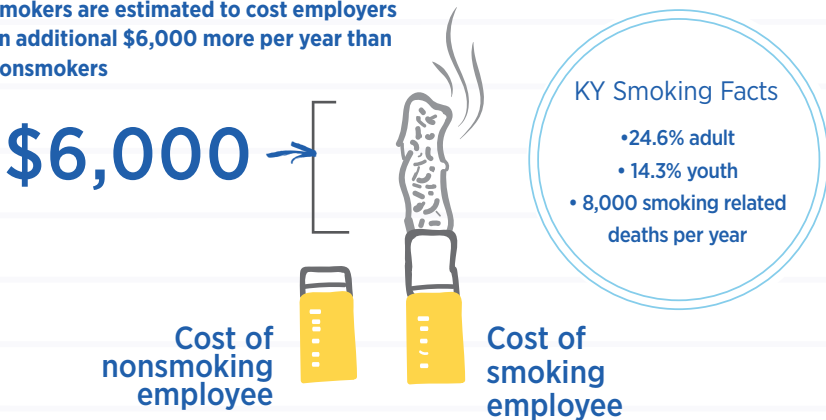 mokers are estimated to cost employers
n additional $6,000 more per year than
onsmokers
$6,000
KY Smoking Facts
•24.6% adult
• 14.3% youth
• 8,000 smoking related
deaths per year
Cost of
nonsmoking
employee
Cost of
smoking
employee